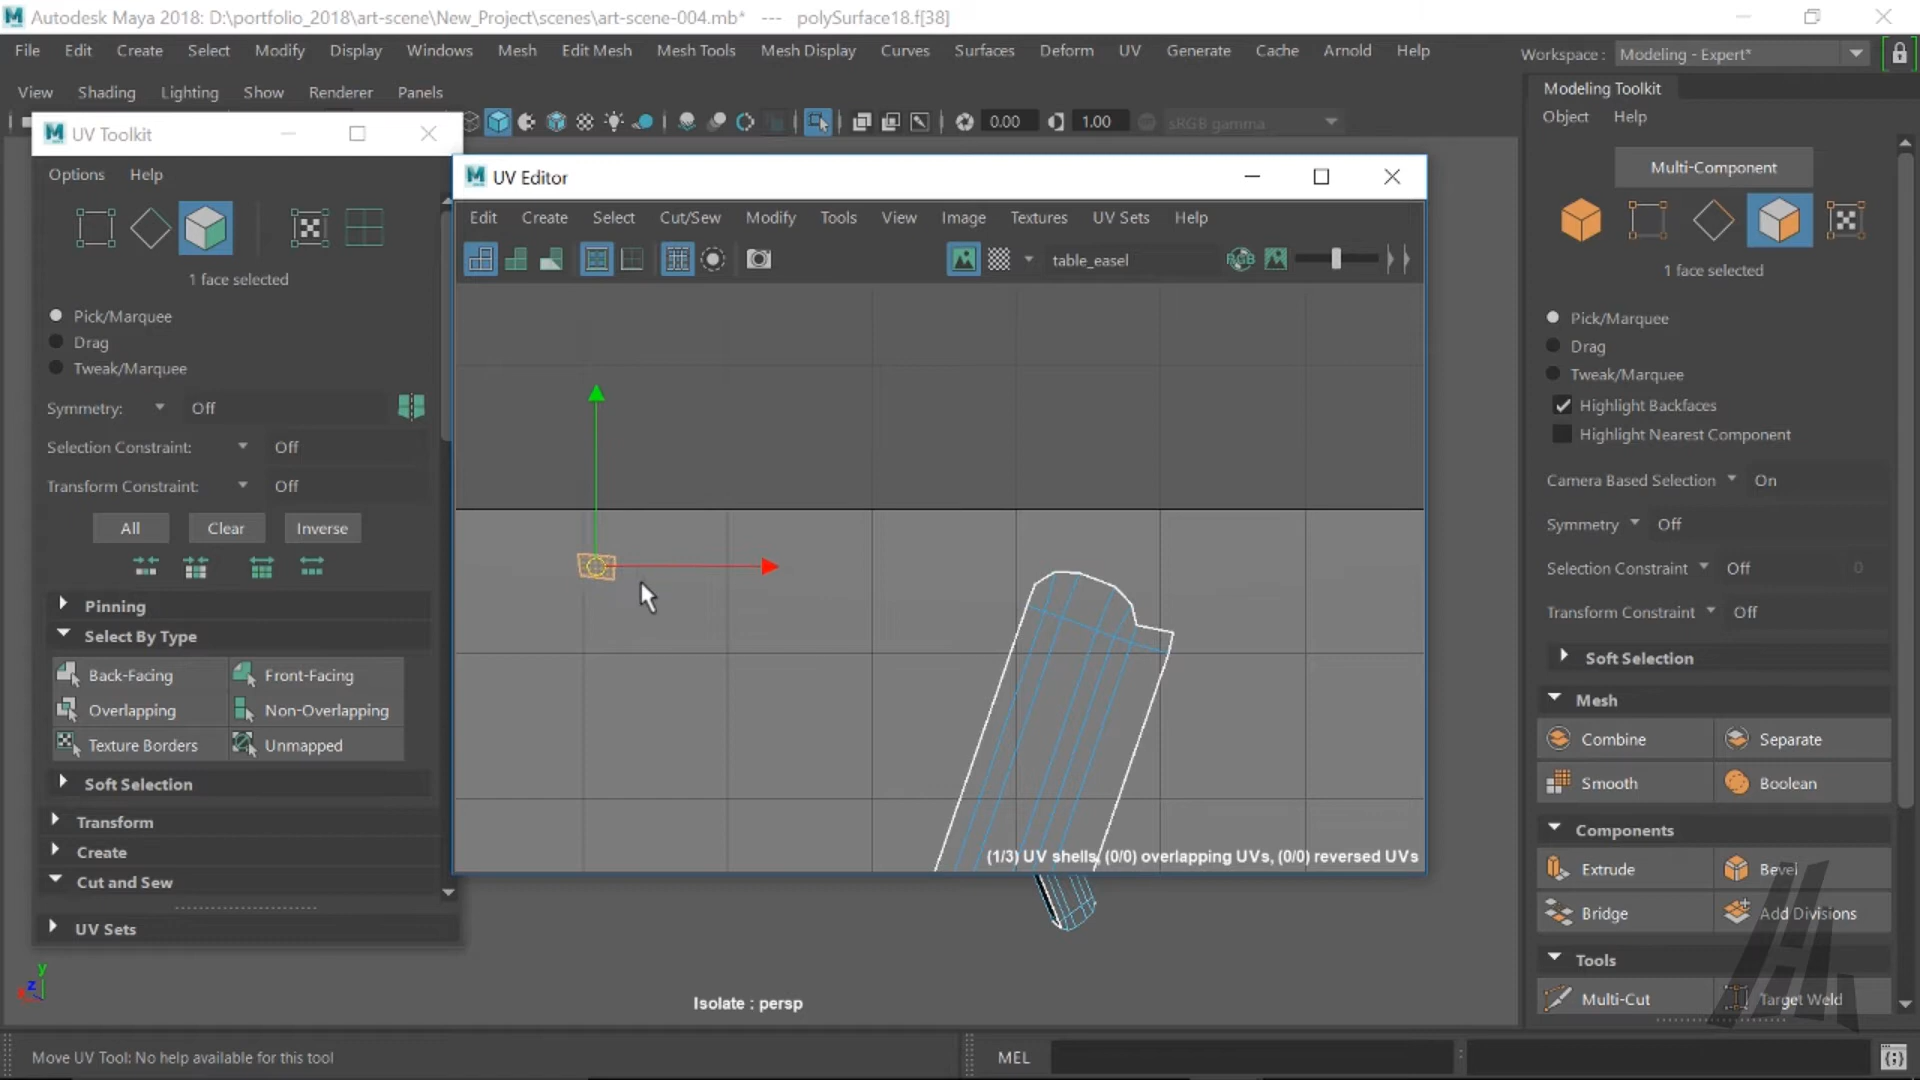 Autodesk Maya 2018: D:\portfolio_2018\art-scene\New_Project\scenes\art-scene-004.mb* --- polySurface18.f[38]
File Edit Create Select Modify Display Windows Mesh Edit Mesh Mesh Tools Mesh Display Curves Surfaces Deform UV Generate Cache Arnold Help
Workspace : Modeling - Expert*
View Shading Lighting Show Renderer Panels
0.00 1.00 sRGB gamma
UV Toolkit
Options Help
1 face selected
Pick/Marquee
Drag
Tweak/Marquee
Symmetry: Off
Selection Constraint: Off
Transform Constraint: Off
All Clear Inverse
Pinning
Select By Type
Back-Facing Front-Facing
Overlapping Non-Overlapping
Texture Borders Unmapped
Soft Selection
Transform
Create
Cut and Sew
UV Sets
UV Editor
Edit Create Select Cut/Sew Modify Tools View Image Textures UV Sets Help
table_easel
RGB
(1/3) UV shells, (0/0) overlapping UVs, (0/0) reversed UVs
Modeling Toolkit
Object Help
Multi-Component
1 face selected
Pick/Marquee
Drag
Tweak/Marquee
Highlight Backfaces
Highlight Nearest Component
Camera Based Selection On
Symmetry Off
Selection Constraint Off 0
Transform Constraint Off
Soft Selection
Mesh
Combine Separate
Smooth Boolean
Components
Extrude Bevel
Bridge Add Divisions
Tools
Multi-Cut Target Weld
y
z
x
Isolate : persp
Move UV Tool: No help available for this tool
MEL